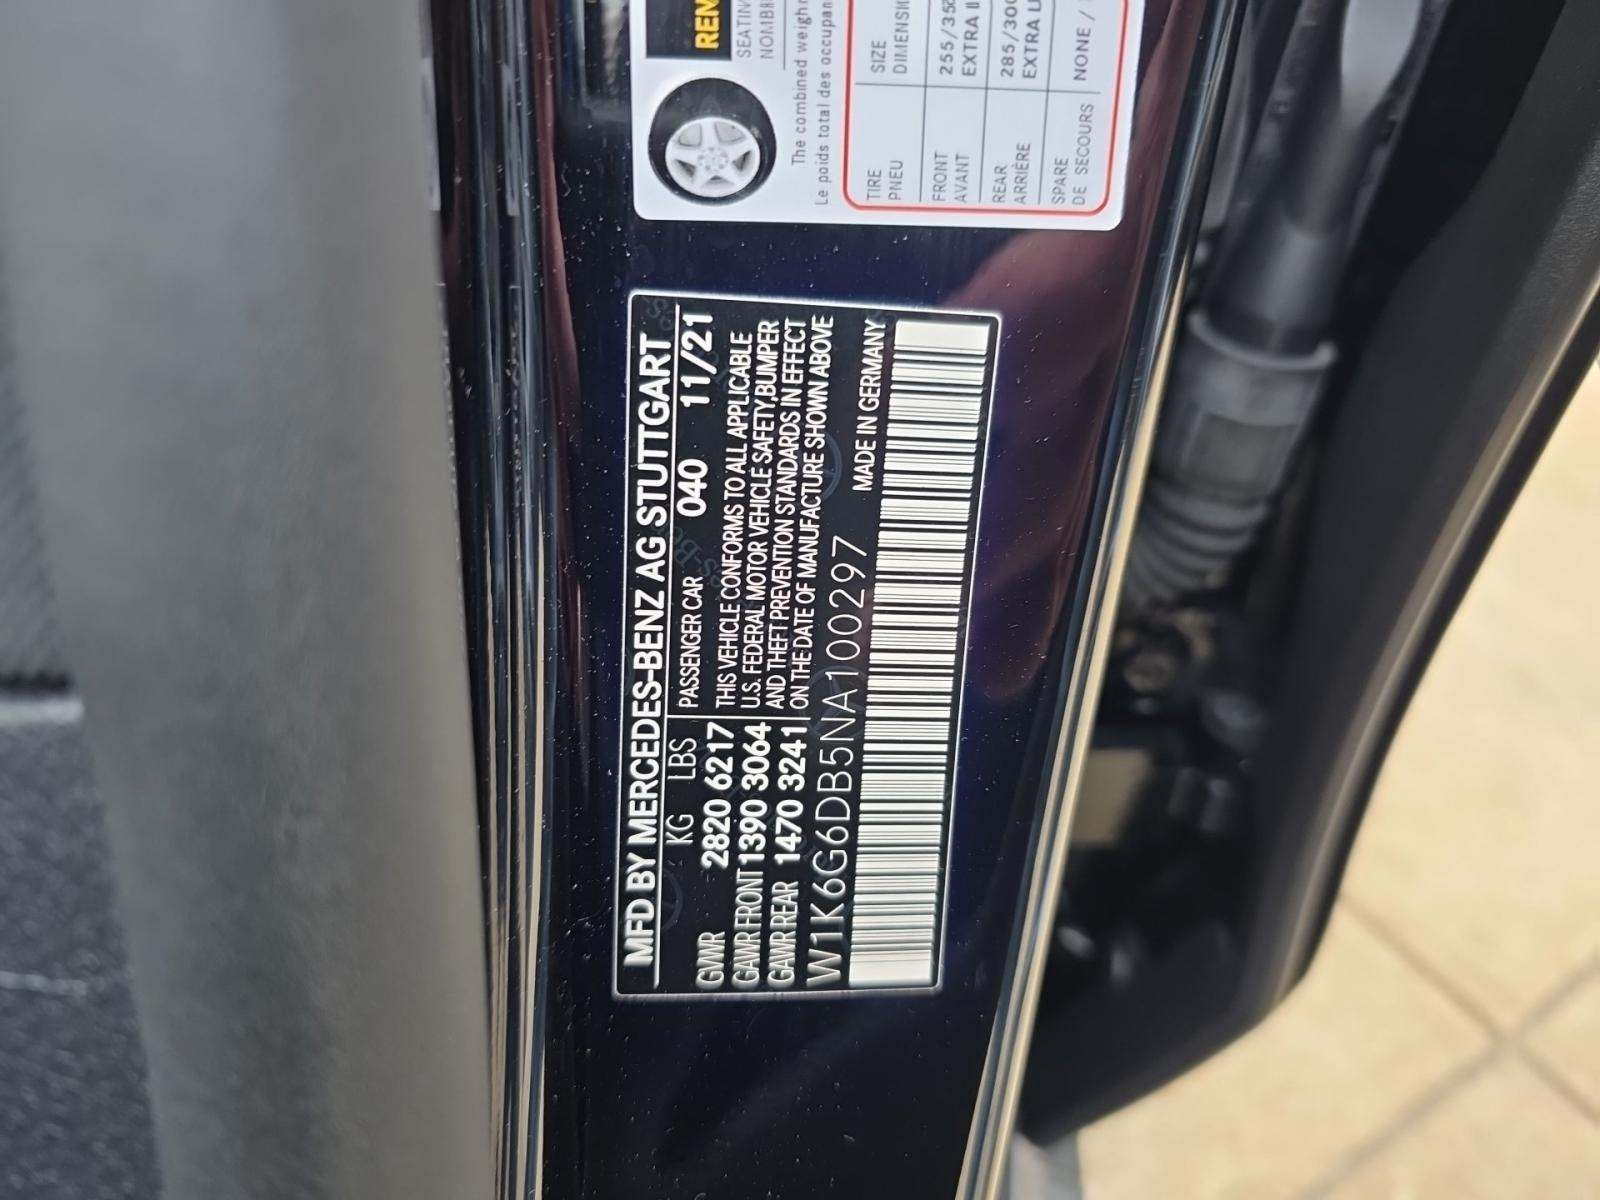 MFD BY MERCEDES-BENZ AG STUTTGART
KG LBS PASSENGER CAR 040 11/21
GVWR 2820 6217 THIS VEHICLE CONFORMS TO ALL APPLICABLE
GAWR FRONT 1390 3064 U.S. FEDERAL MOTOR VEHICLE SAFETY,BUMPER
GAWR REAR 1470 3241 AND THEFT PREVENTION STANDARDS IN EFFECT
ON THE DATE OF MANUFACTURE SHOWN ABOVE
W1K6G6DB5NA100297 MADE IN GERMANY
SEATING
The combined
Le poids total des
TIRE SIZE
PNEU
FRONT
AVANT EXTRA
REAR
ARRIÈRE EXTRA
SPARE NONE /
DE SECOURS